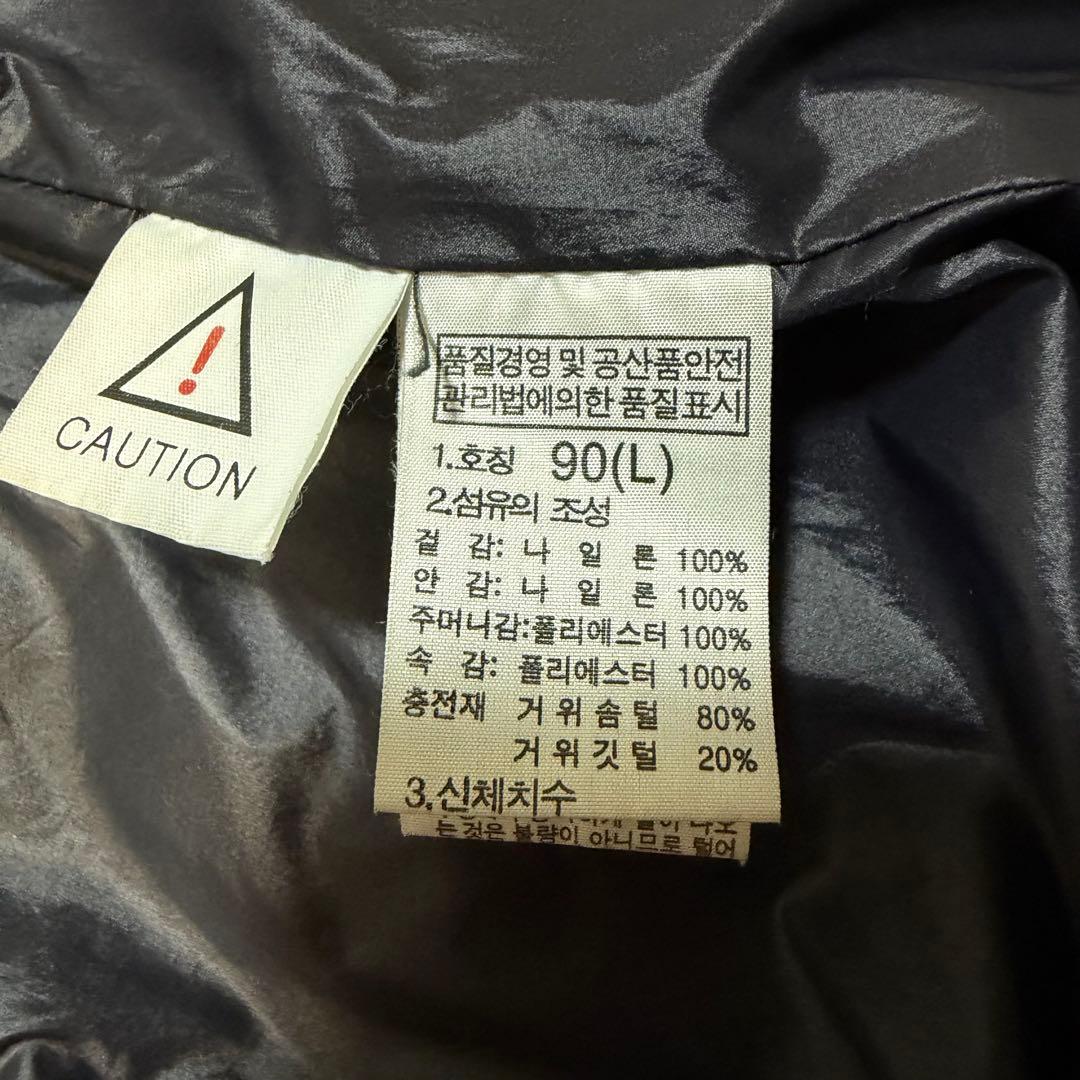 !
CAUTION
품질경영 및 공산품안전
관리법에의한 품질표시
1.호칭 90(L)
2.섬유의 조성
겉 감: 나 일 론 100%
안 감: 나 일 론 100%
주머니감:폴리에스터 100%
속 감: 폴리에스터 100%
충전재 거 위 솜 털 80%
거 위 깃 털 20%
3.신체치수
는것은 불량이 아니므로 털어